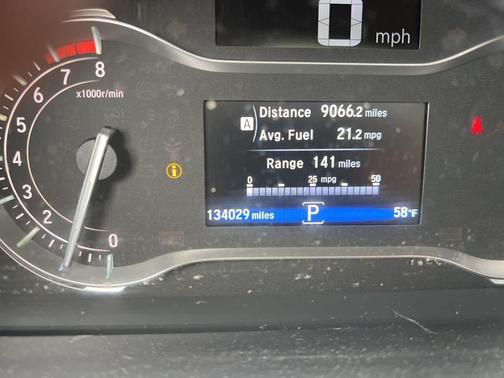 0 mph
8
7
x1000r/min
6
5
4
3
2
1
0
A
Distance 9066.2 miles
Avg. Fuel 21.2 mpg
Range 141 miles
0 25 50
mpg
134029 miles P 58°F